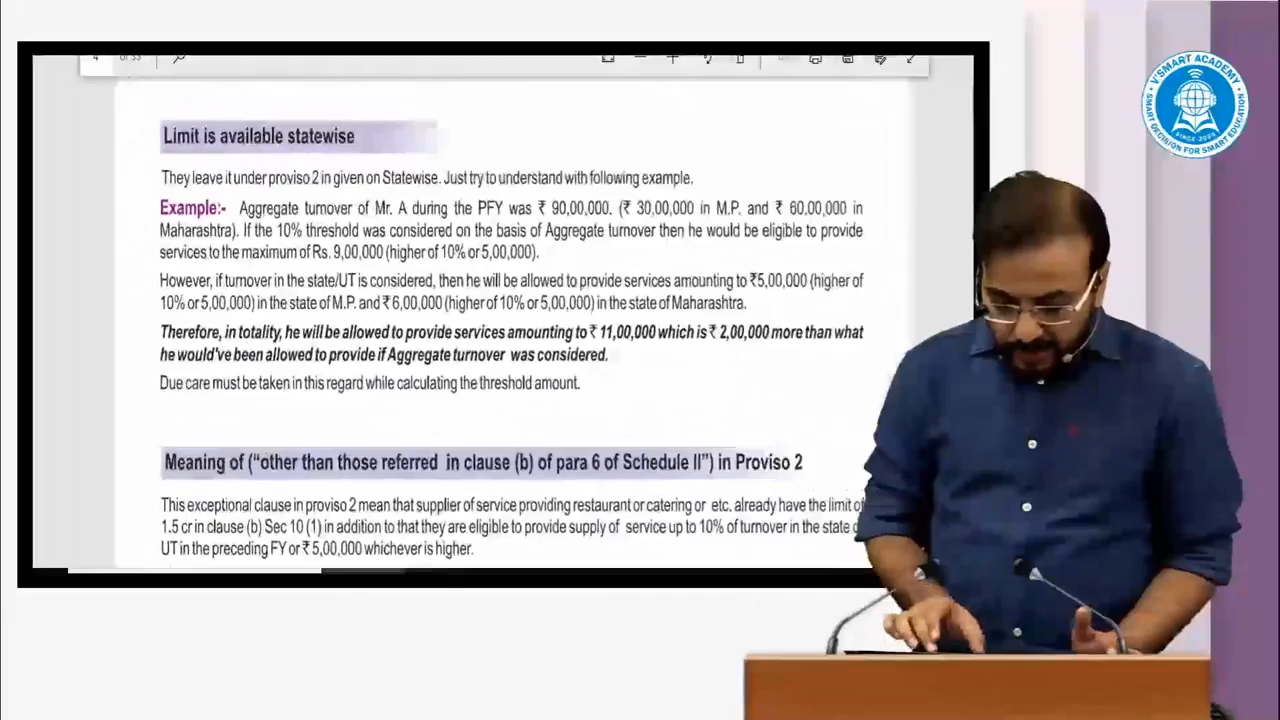 4 of 33
V'SMART ACADEMY
SMART DECISION FOR SMART EDUCATION
SINCE 2020
Limit is available statewise
They leave it under proviso 2 in given on Statewise. Just try to understand with following example.
Example:- Aggregate turnover of Mr. A during the PFY was ₹ 90,00,000. (₹ 30,00,000 in M.P. and ₹ 60,00,000 in
Maharashtra). If the 10% threshold was considered on the basis of Aggregate turnover then he would be eligible to provide
services to the maximum of Rs. 9,00,000 (higher of 10% or 5,00,000).
However, if turnover in the state/UT is considered, then he will be allowed to provide services amounting to ₹5,00,000 (higher of
10% or 5,00,000) in the state of M.P. and ₹ 6,00,000 (higher of 10% or 5,00,000) in the state of Maharashtra.
Therefore, in totality, he will be allowed to provide services amounting to ₹ 11,00,000 which is ₹ 2,00,000 more than what
he would've been allowed to provide if Aggregate turnover was considered.
Due care must be taken in this regard while calculating the threshold amount.
Meaning of ("other than those referred in clause (b) of para 6 of Schedule II") in Proviso 2
This exceptional clause in proviso 2 mean that supplier of service providing restaurant or catering or etc. already have the limit of
1.5 or in clause (b) Sec 10 (1) in addition to that they are eligible to provide supply of service up to 10% of turnover in the state
UT in the preceding FY or ₹ 5,00,000 whichever is higher.